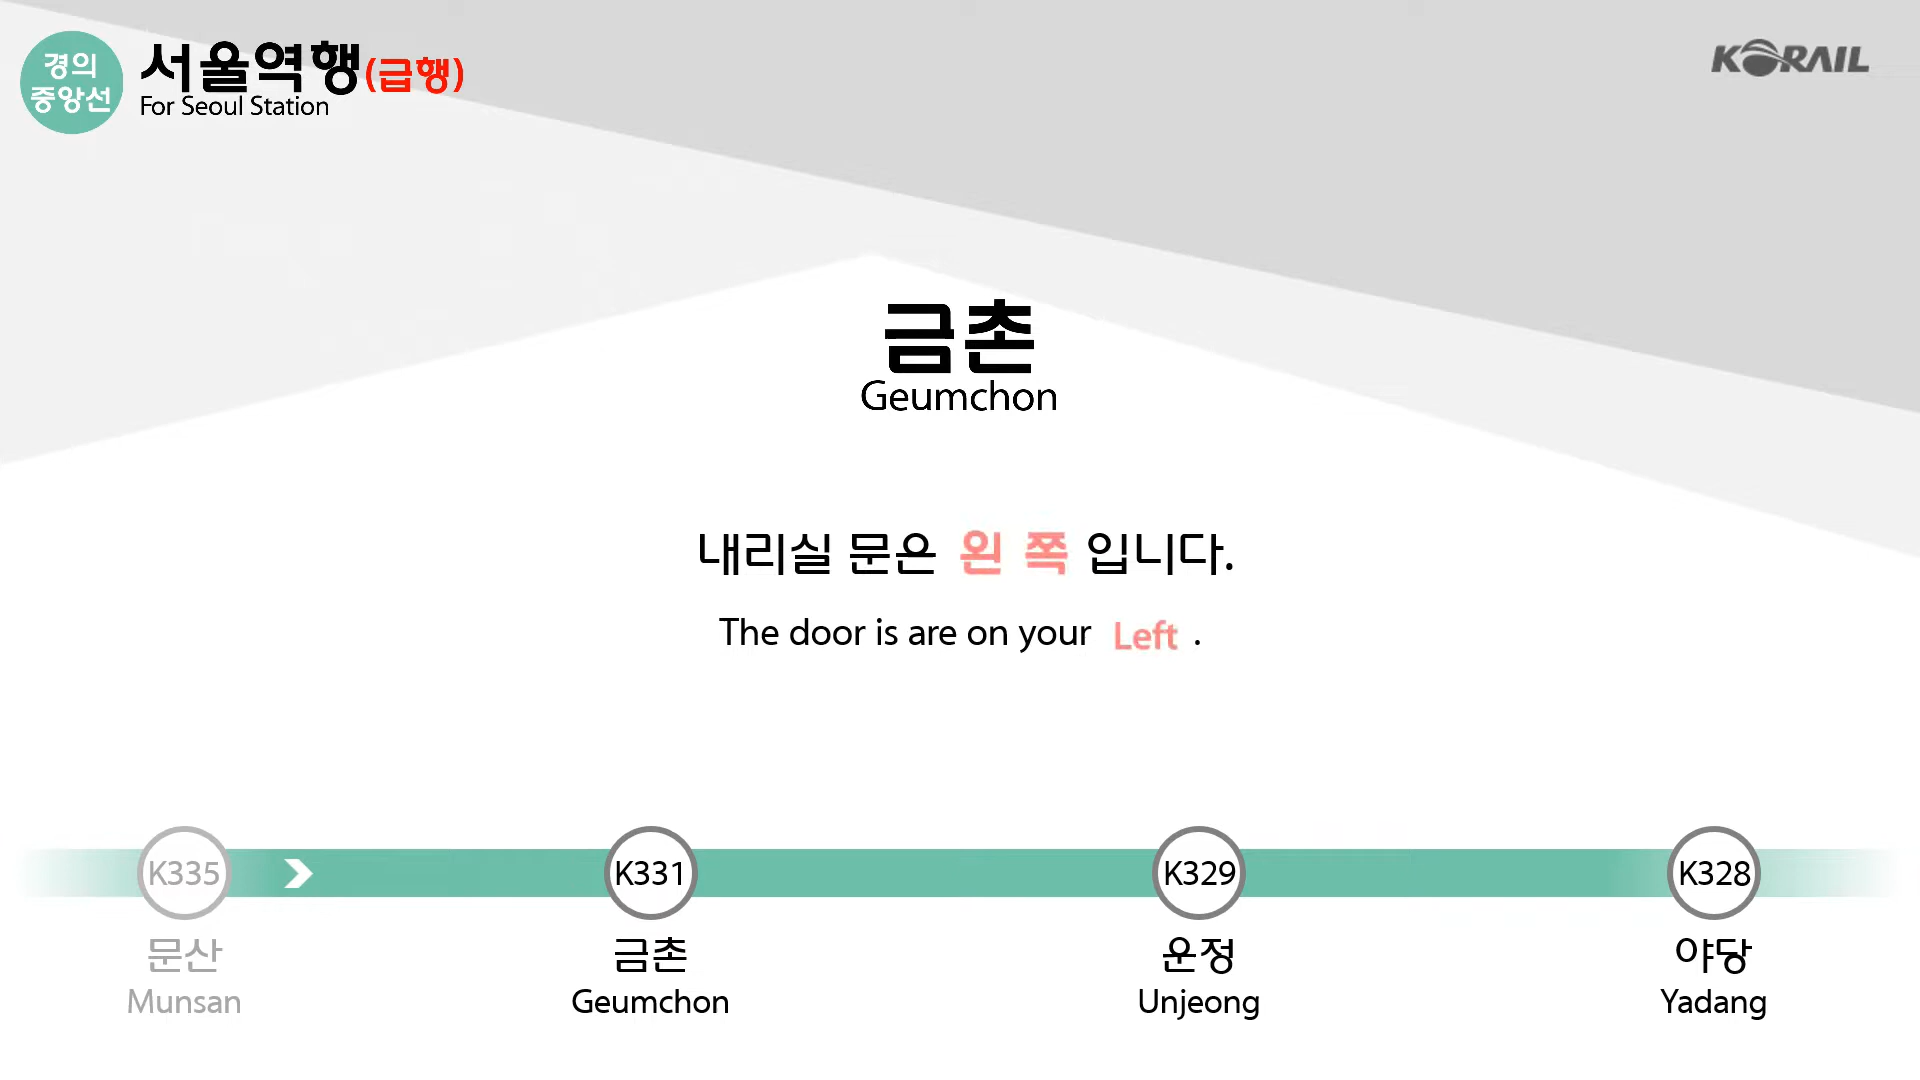 경의
중앙선
서울역행(급행)
For Seoul Station
KORAIL
금촌
Geumchon
내리실 문은 왼 쪽 입니다.
The door is are on your Left .
K335
K331
K329
K328
문산
금촌
운정
야당
Munsan
Geumchon
Unjeong
Yadang